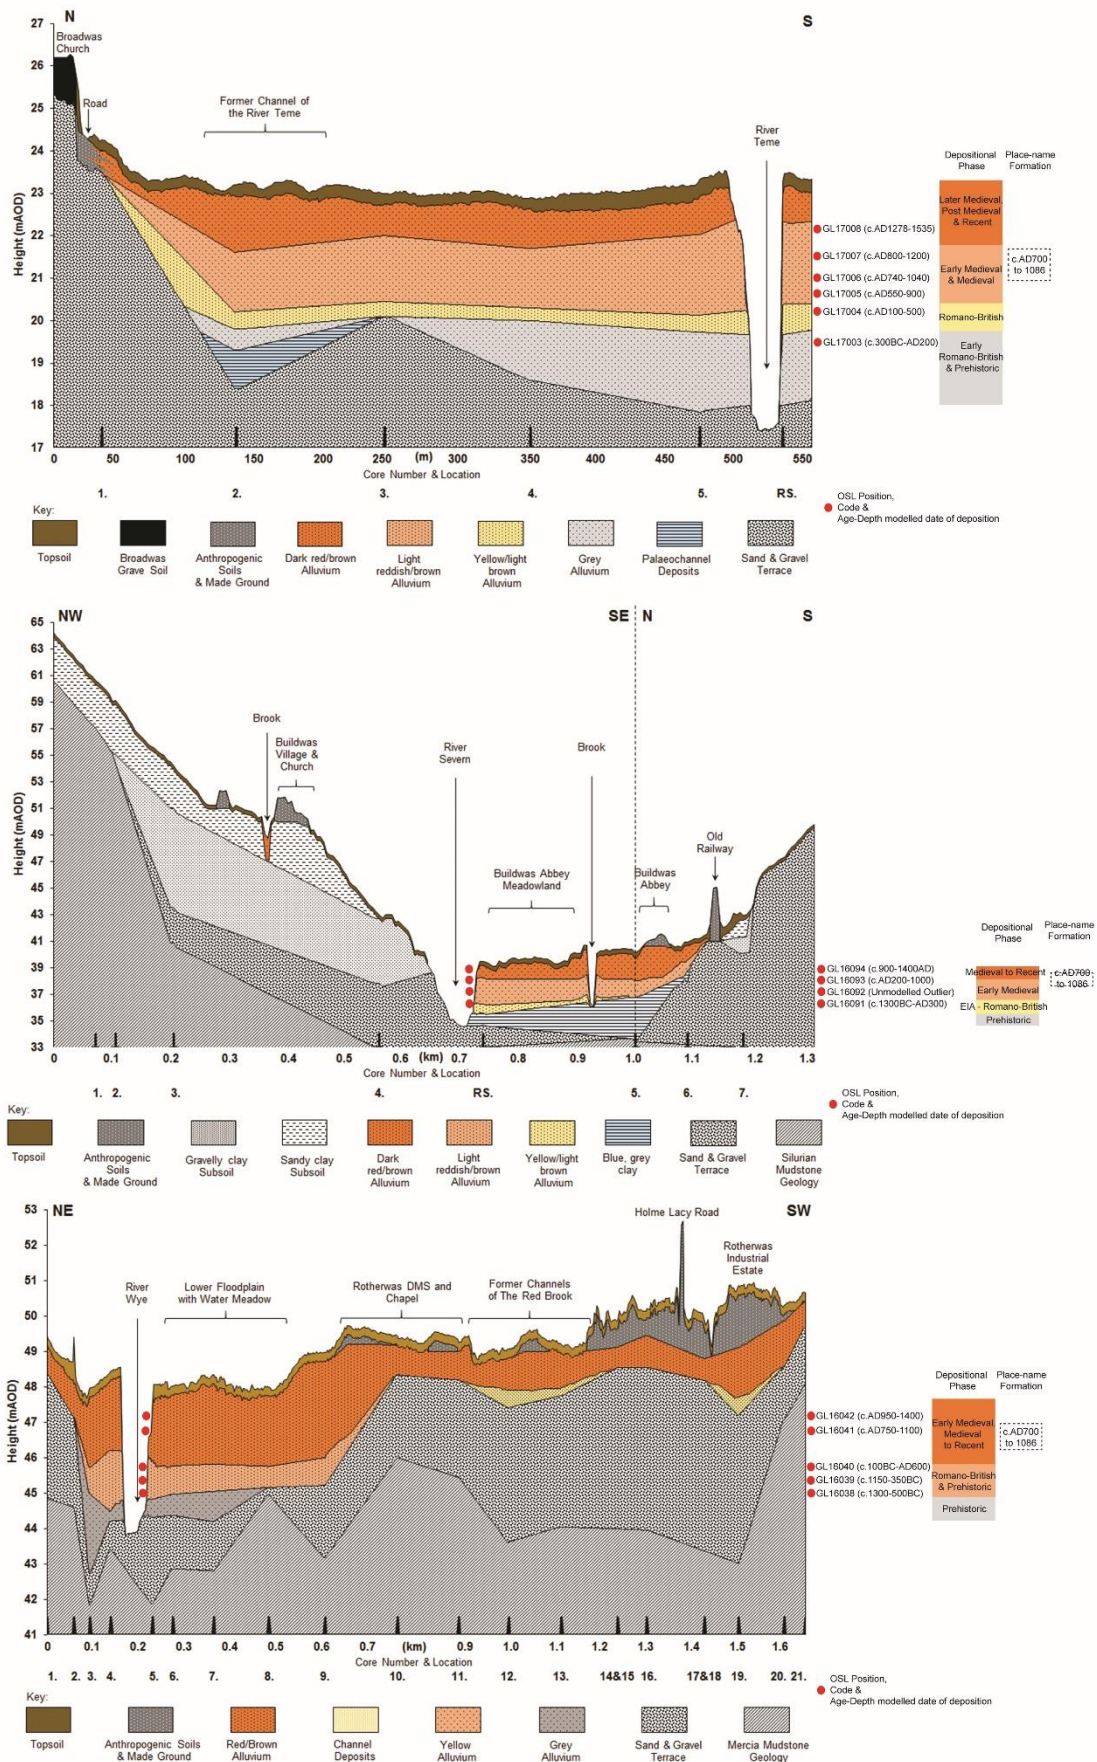 N
S
27
26
25
24
23
22
21
20
19
18
17
Height (mAOD)
Broadwas
Church
Road
Former Channel of
the River Teme
River
Teme
0 50 100 150 200 250 (m) 300 350 400 450 500 550
Core Number & Location
1. 2. 3. 4. 5. RS.
GL17008 (c.AD1278-1535)
GL17007 (c.AD800-1200)
GL17006 (c.AD740-1040)
GL17005 (c.AD550-900)
GL17004 (c.AD100-500)
GL17003 (c.300BC-AD200)
Depositional
Phase
Place-name
Formation
Later Medieval,
Post Medieval
& Recent
Early Medieval
& Medieval
Romano-British
Early
Romano-British
& Prehistoric
c.AD700
to 1086
OSL Position,
Code &
Age-Depth modelled date of deposition
Key:
Topsoil
Broadwas
Grave Soil
Anthropogenic
Soils
& Made Ground
Dark red/brown
Alluvium
Light
reddish/brown
Alluvium
Yellow/light
brown
Alluvium
Grey
Alluvium
Palaeochannel
Deposits
Sand & Gravel
Terrace
NW
SE
N
S
65
63
61
59
57
55
53
51
49
47
45
43
41
39
37
35
33
Height (mAOD)
Brook
Buildwas
Village &
Church
River
Severn
Brook
Buildwas Abbey
Meadowland
Buildwas
Abbey
Old
Railway
0 0.1 0.2 0.3 0.4 0.5 0.6 (km) 0.7 0.8 0.9 1.0 1.1 1.2 1.3
Core Number & Location
1. 2. 3. 4. RS. 5. 6. 7.
GL16094 (c.900-1400AD)
GL16093 (c.AD200-1000)
GL16092 (Unmodelled Outlier)
GL16091 (c.1300BC-AD300)
Depositional
Phase
Place-name
Formation
Medieval to Recent
Early Medieval
EIA - Romano-British
Prehistoric
c.AD700
to 1086
OSL Position,
Code &
Age-Depth modelled date of deposition
Key:
Topsoil
Anthropogenic
Soils
& Made Ground
Gravelly clay
Subsoil
Sandy clay
Subsoil
Dark
red/brown
Alluvium
Light
reddish/brown
Alluvium
Yellow/light
brown
Alluvium
Blue, grey
clay
Sand & Gravel
Terrace
Silurian
Mudstone
Geology
NE
SW
53
52
51
50
49
48
47
46
45
44
43
42
41
Height (mAOD)
River
Wye
Lower Floodplain
with Water Meadow
Rotherwas DMS and
Chapel
Former Channels
of The Red Brook
Holme Lacy Road
Rotherwas
Industrial
Estate
0 0.1 0.2 0.3 0.4 0.5 0.6 0.7 (km) 0.9 1.0 1.1 1.2 1.3 1.4 1.5 1.6
Core Number & Location
1. 2. 3. 4. 5. 6. 7. 8. 9. 10. 11. 12. 13. 14&15 16. 17&18 19. 20. 21.
GL16042 (c.AD950-1400)
GL16041 (c.AD750-1100)
GL16040 (c.100BC-AD600)
GL16039 (c.1150-350BC)
GL16038 (c.1300-500BC)
Depositional
Phase
Place-name
Formation
Early Medieval,
Medieval
to Recent
Romano-British
& Prehistoric
Prehistoric
c.AD700
to 1086
OSL Position,
Code &
Age-Depth modelled date of deposition
Key:
Topsoil
Anthropogenic Soils
& Made Ground
Red/Brown
Alluvium
Channel
Deposits
Yellow
Alluvium
Grey
Alluvium
Sand & Gravel
Terrace
Mercia Mudstone
Geology